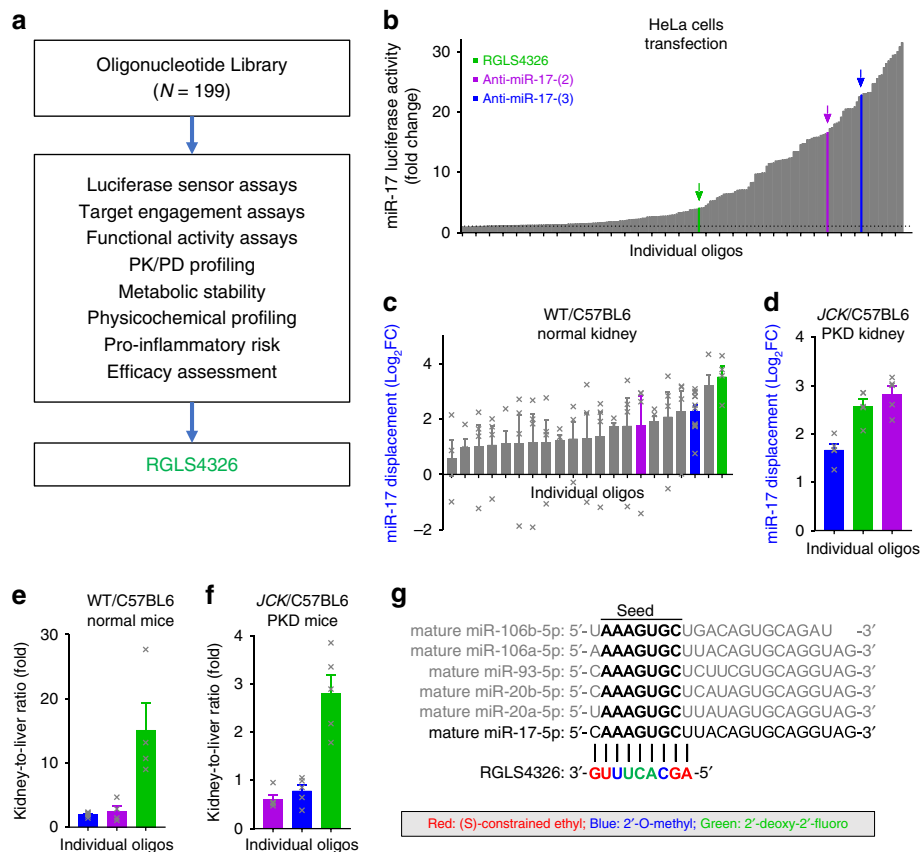 a
Oligonucleotide Library
(N = 199)
Luciferase sensor assays
Target engagement assays
Functional activity assays
PK/PD profiling
Metabolic stability
Physicochemical profiling
Pro-inflammatory risk
Efficacy assessment
RGLS4326
b
HeLa cells
transfection
RGLS4326
Anti-miR-17-(2)
Anti-miR-17-(3)
miR-17 luciferase activity
(fold change)
30
20
10
0
Individual oligos
c
WT/C57BL6
normal kidney
miR-17 displacement (Log2FC)
4
2
0
−2
Individual oligos
d
JCK/C57BL6
PKD kidney
miR-17 displacement (Log2FC)
4
3
2
1
0
Individual oligos
e
WT/C57BL6
normal mice
Kidney-to-liver ratio (fold)
30
20
10
0
Individual oligos
f
JCK/C57BL6
PKD mice
Kidney-to-liver ratio (fold)
4
3
2
1
0
Individual oligos
g
Seed
mature miR-106b-5p: 5′-UAAAGUGCUGACAGUGCAGAU -3′
mature miR-106a-5p: 5′-AAAAGUGCUUACAGUGCAGGUAG-3′
mature miR-93-5p: 5′-CAAAGUGCUCUUCGUGCAGGUAG-3′
mature miR-20b-5p: 5′-CAAAGUGCUCAUAGUGCAGGUAG-3′
mature miR-20a-5p: 5′-UAAAGUGCUUAUAGUGCAGGUAG-3′
mature miR-17-5p: 5′-CAAAGUGCUUACAGUGCAGGUAG-3′
RGLS4326: 3′-GUUUCACGA-5′
Red: (S)-constrained ethyl; Blue: 2′-O-methyl; Green: 2′-deoxy-2′-fluoro